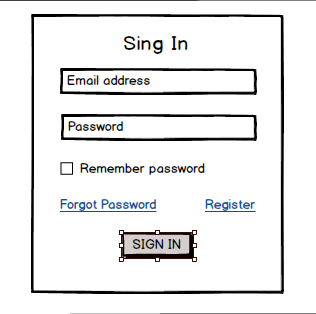 Sing In
Email address
Password
Remember password
Forgot Password Register
SIGN IN